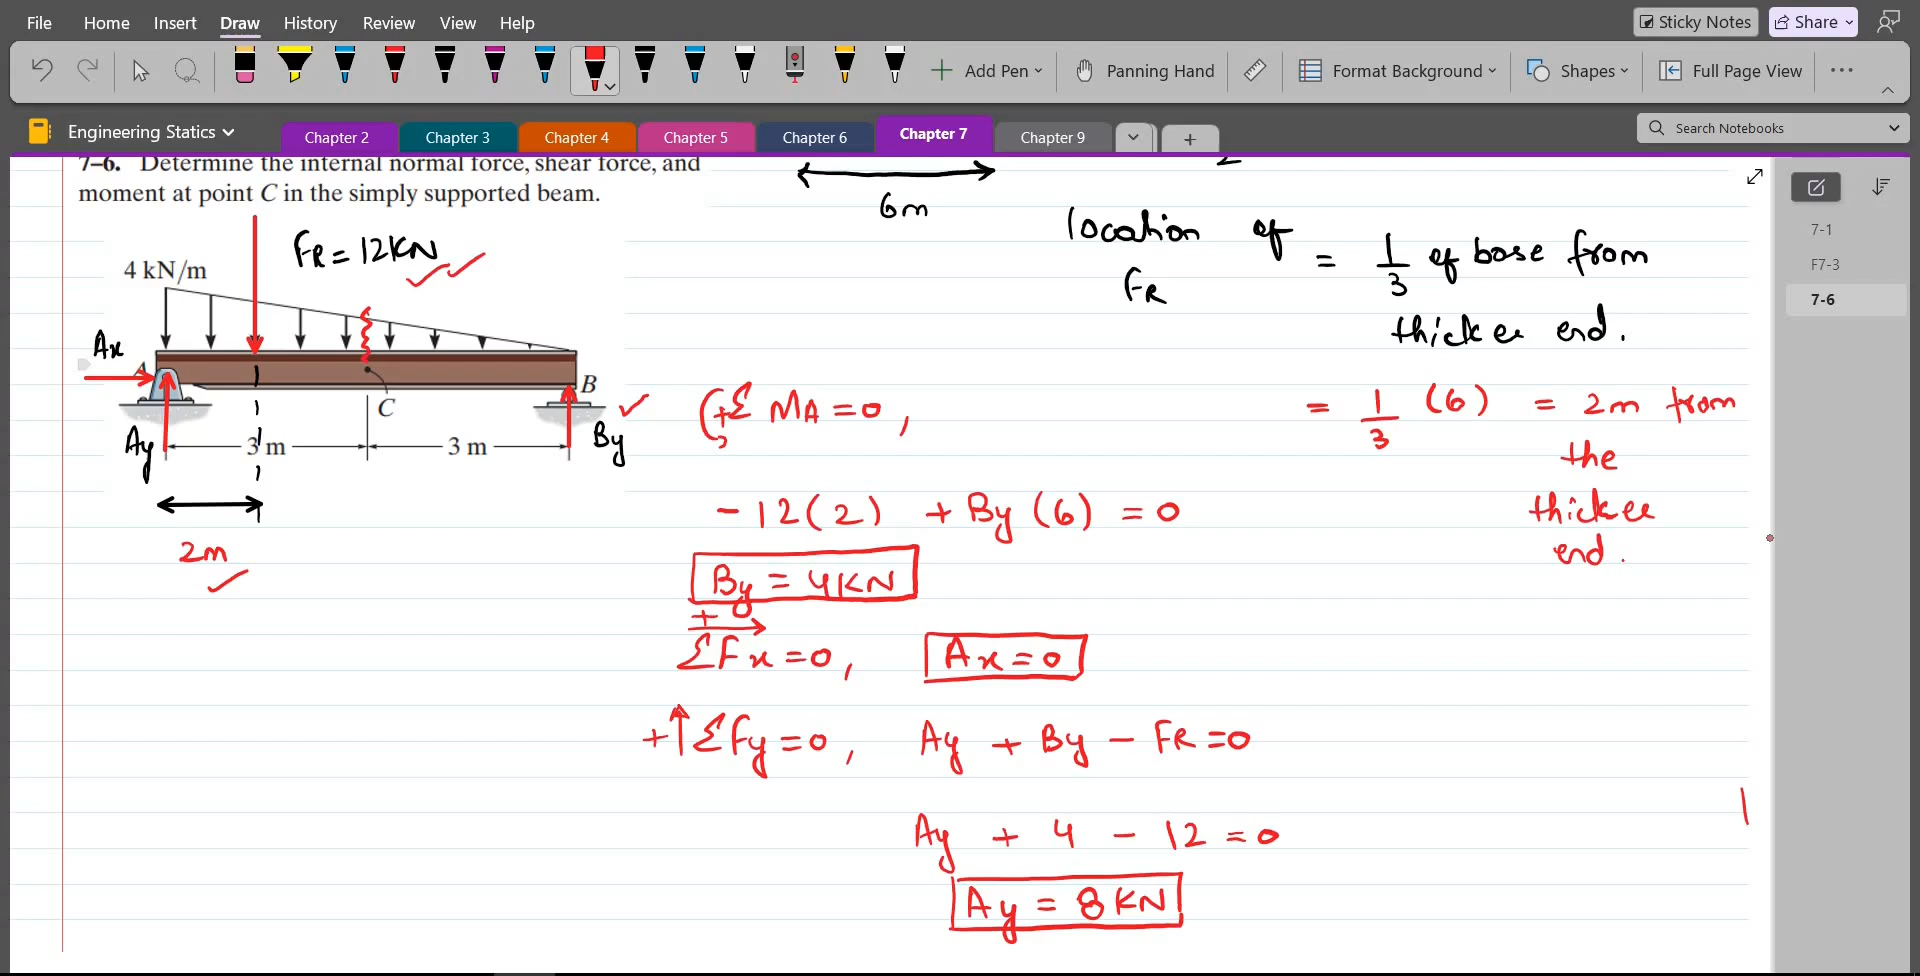 File Home Insert Draw History Review View Help
Sticky Notes Share
Add Pen Panning Hand Format Background Shapes Full Page View
Engineering Statics Chapter 2 Chapter 3 Chapter 4 Chapter 5 Chapter 6 Chapter 7 Chapter 9 Search Notebooks
7-1
F7-3
7-6
7–6. Determine the internal normal force, shear force, and
moment at point C in the simply supported beam.
FR = 12KN
4 kN/m
Ax
A
B
C
Ay
By
3 m
3 m
2m
6m
location of
FR
= 1/3 of base from
thicker end.
= 1/3 (6) = 2m from
the
thicker
end.
(+Σ MA = 0,
- 12(2) + By (6) = 0
By = 4KN
+
ΣFx = 0, Ax = 0
+↑ΣFy = 0, Ay + By - FR = 0
Ay + 4 - 12 = 0
Ay = 8KN